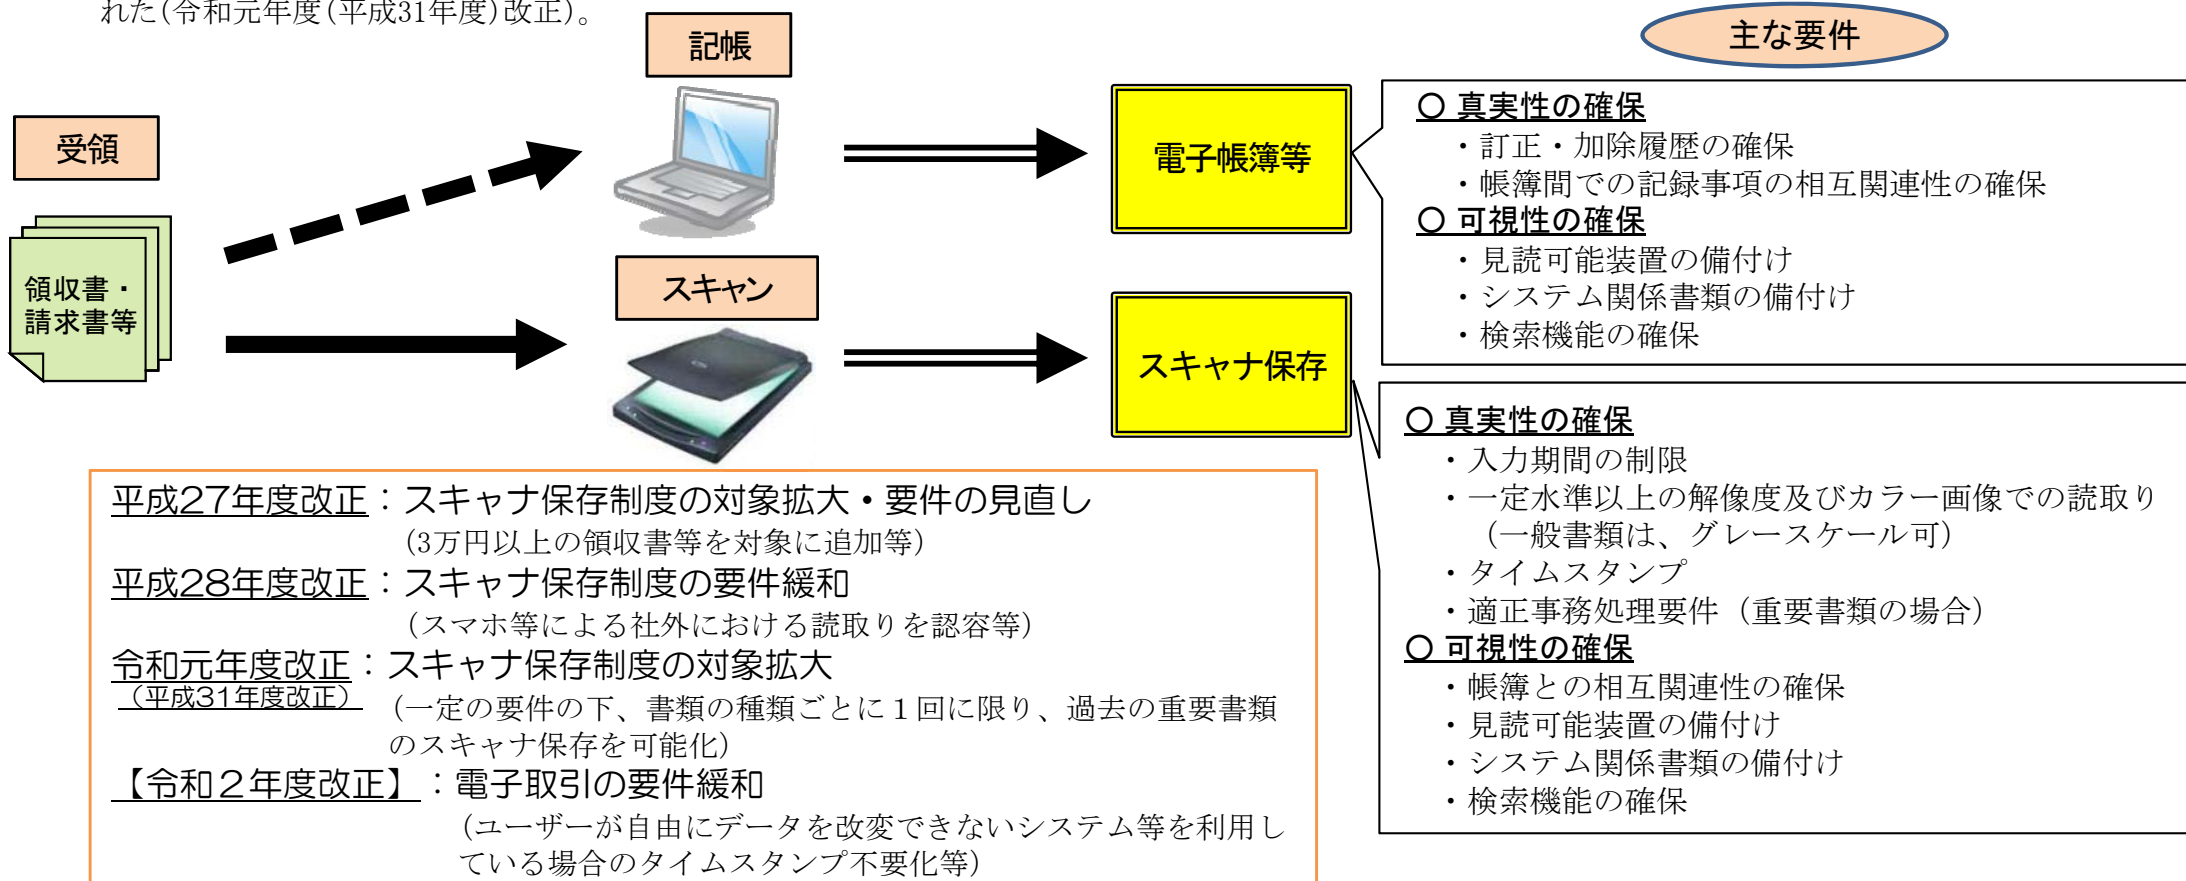 れた(令和元年度(平成31年度)改正)。
受領
領収書・
請求書等
記帳
スキャン
電子帳簿等
スキャナ保存
主な要件
〇 真実性の確保
・訂正・加除履歴の確保
・帳簿間での記録事項の相互関連性の確保
〇 可視性の確保
・見読可能装置の備付け
・システム関係書類の備付け
・検索機能の確保
〇 真実性の確保
・入力期間の制限
・一定水準以上の解像度及びカラー画像での読取り
（一般書類は、グレースケール可）
・タイムスタンプ
・適正事務処理要件（重要書類の場合）
〇 可視性の確保
・帳簿との相互関連性の確保
・見読可能装置の備付け
・システム関係書類の備付け
・検索機能の確保
平成27年度改正：スキャナ保存制度の対象拡大・要件の見直し
(3万円以上の領収書等を対象に追加等)
平成28年度改正：スキャナ保存制度の要件緩和
(スマホ等による社外における読取りを認容等)
令和元年度改正：スキャナ保存制度の対象拡大
（平成31年度改正）
(一定の要件の下、書類の種類ごとに１回に限り、過去の重要書類
のスキャナ保存を可能化)
【令和２年度改正】：電子取引の要件緩和
(ユーザーが自由にデータを改変できないシステム等を利用し
ている場合のタイムスタンプ不要化等)